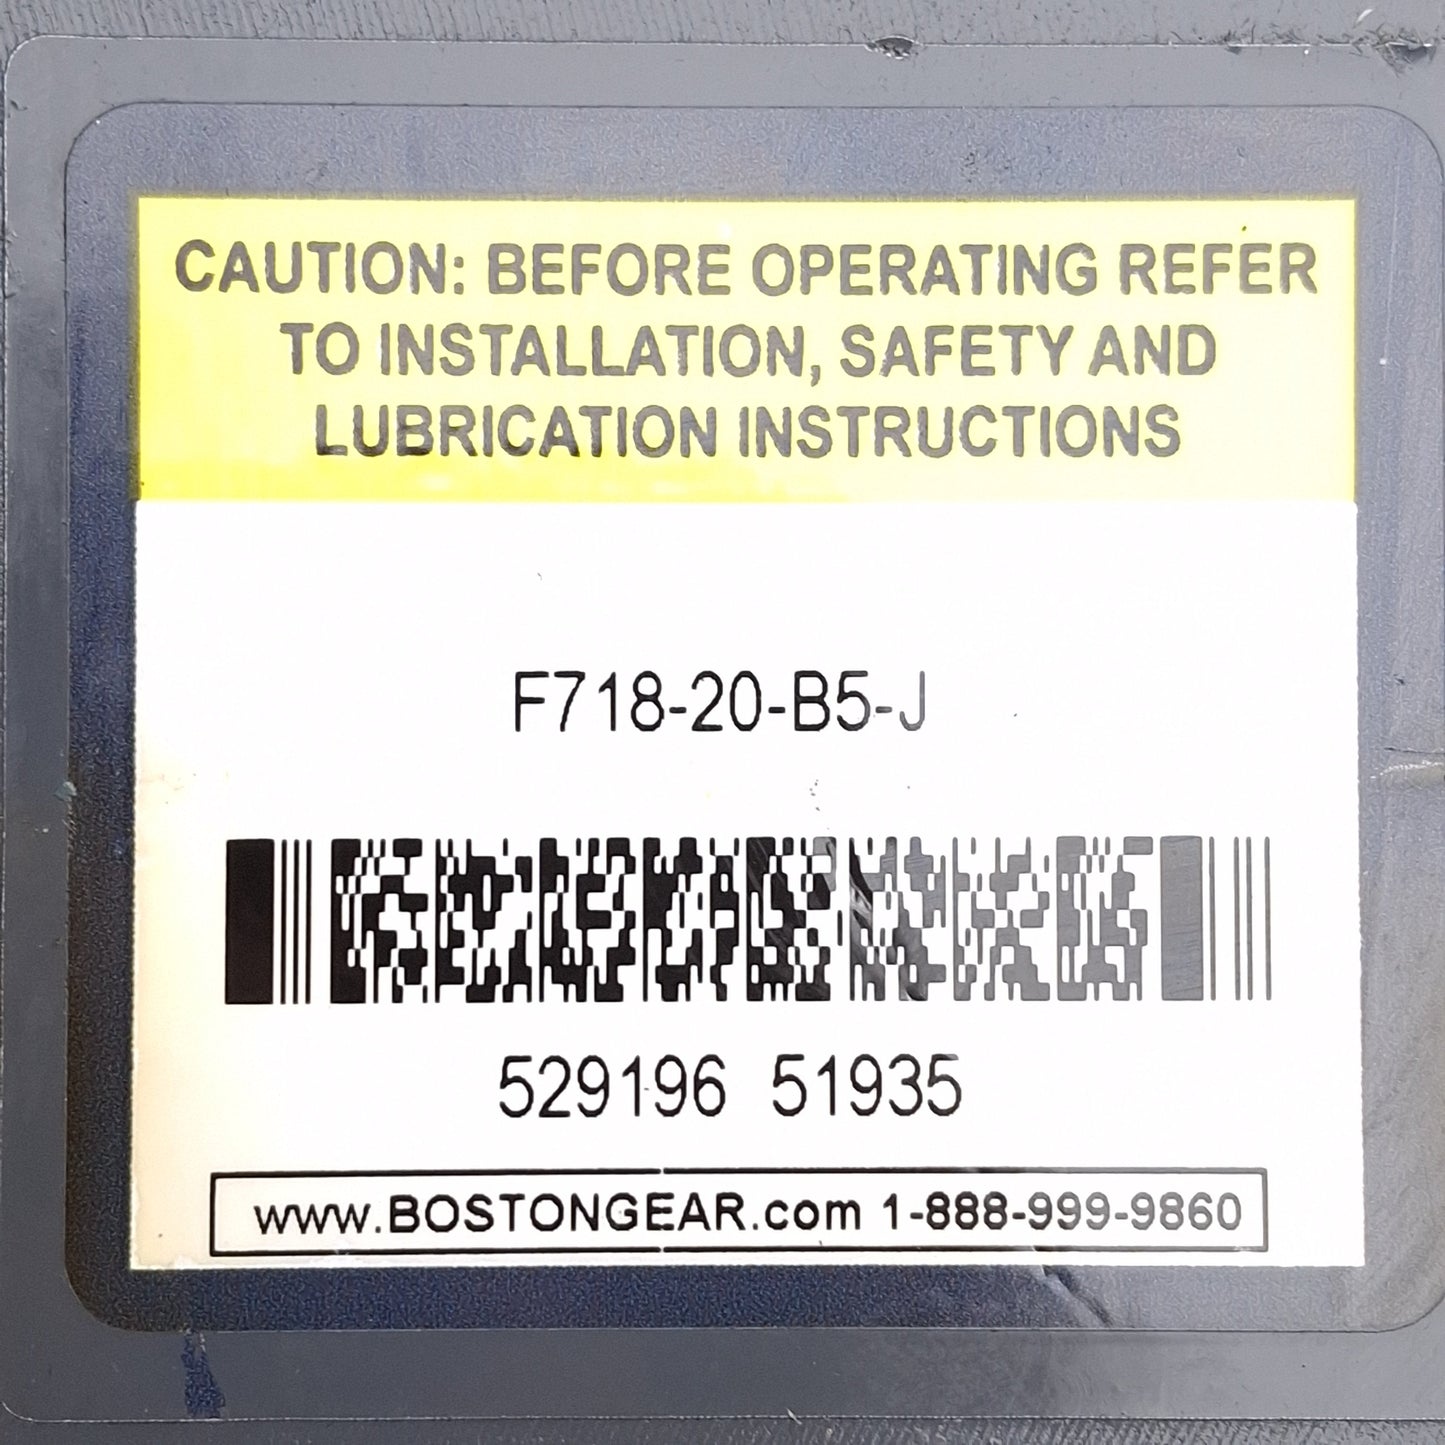 CAUTION: BEFORE OPERATING REFER
TO INSTALLATION, SAFETY AND
LUBRICATION INSTRUCTIONS
F718-20-B5-J
529196 51935
www.BOSTONGEAR.com 1-888-999-9860